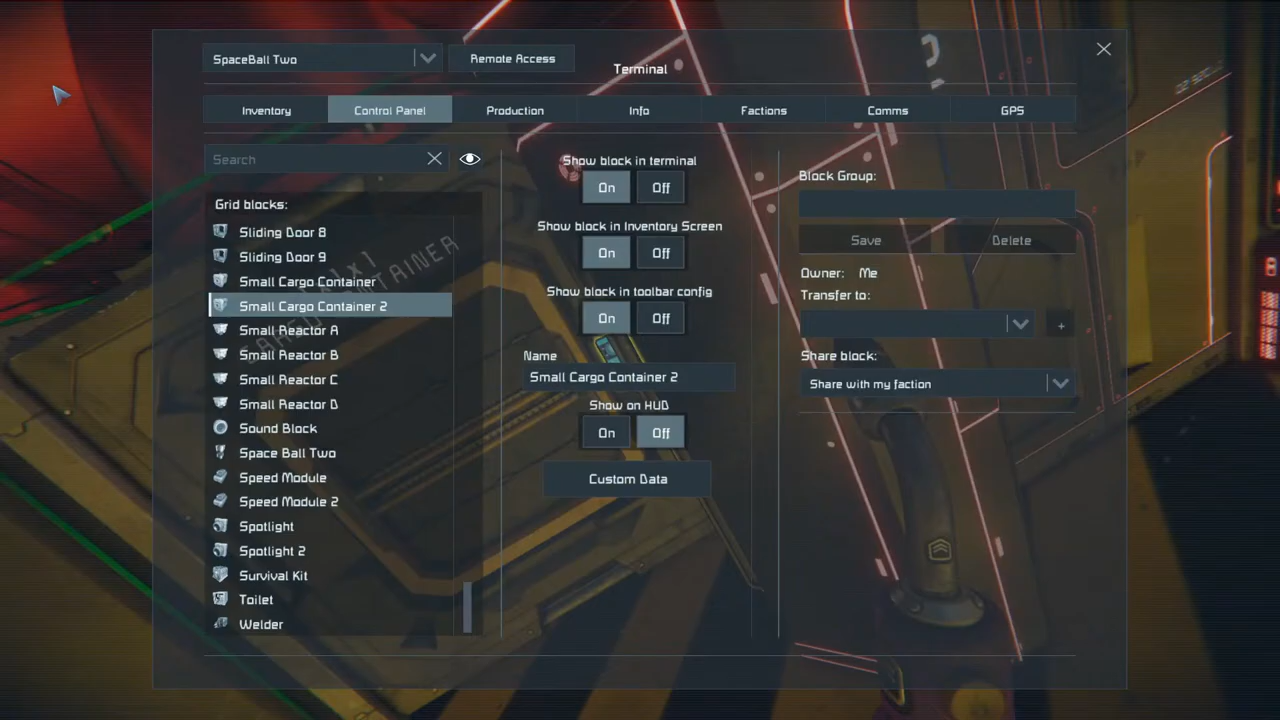 SpaceBall Two
Remote Access
Terminal
Inventory
Control Panel
Production
Info
Factions
Comms
GPS
Search
Grid blocks:
Sliding Door 8
Sliding Door 9
Small Cargo Container
Small Cargo Container 2
Small Reactor A
Small Reactor B
Small Reactor C
Small Reactor D
Sound Block
Space Ball Two
Speed Module
Speed Module 2
Spotlight
Spotlight 2
Survival Kit
Toilet
Welder
Show block in terminal
On Off
Show block in Inventory Screen
On Off
Show block in toolbar config
On Off
Name
Small Cargo Container 2
Show on HUD
On Off
Custom Data
Block Group:
Save Delete
Owner: Me
Transfer to:
+
Share block:
Share with my faction
CARGO CONTAINER